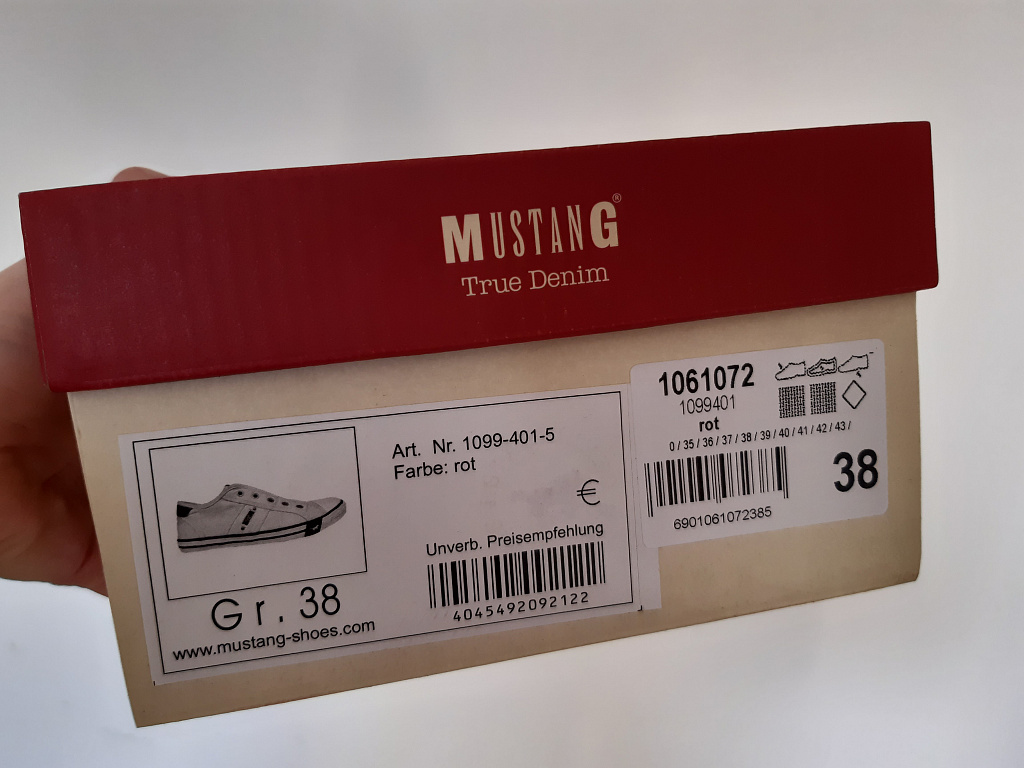 MUSTANG®
True Denim
Art. Nr. 1099-401-5
Farbe: rot
€
Unverb. Preisempfehlung
4045492092122
Gr. 38
www.mustang-shoes.com
1061072
1099401
rot
0 / 35 / 36 / 37 / 38 / 39 / 40 / 41 / 42 / 43 /
38
6901061072385